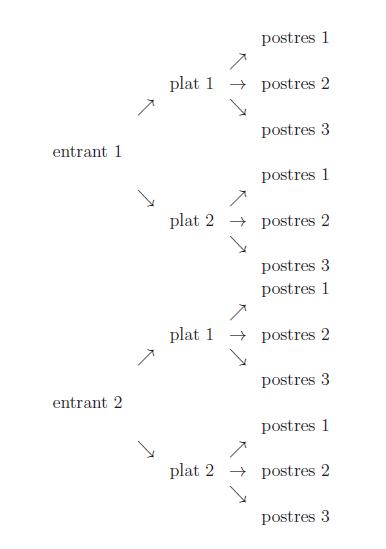 postres 1
plat 1 → postres 2
postres 3
entrant 1
postres 1
plat 2 → postres 2
postres 3
postres 1
plat 1 → postres 2
postres 3
entrant 2
postres 1
plat 2 → postres 2
postres 3